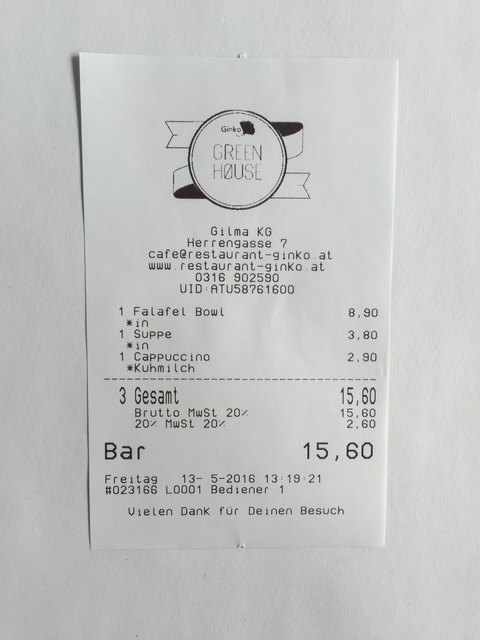 Ginko
GREEN
HØUSE
Gilma KG
Herrengasse 7
cafe@restaurant-ginko.at
www.restaurant-ginko.at
0316 902590
UID:ATU58761600
1 Falafel Bowl 8,90
*in
1 Suppe 3,80
*in
1 Cappuccino 2,90
*Kuhmilch
3 Gesamt 15,60
Brutto MwSt 20% 15,60
20% MwSt 20% 2,60
Bar 15,60
Freitag 13- 5-2016 13:19:21
#023166 L0001 Bediener 1
Vielen Dank für Deinen Besuch